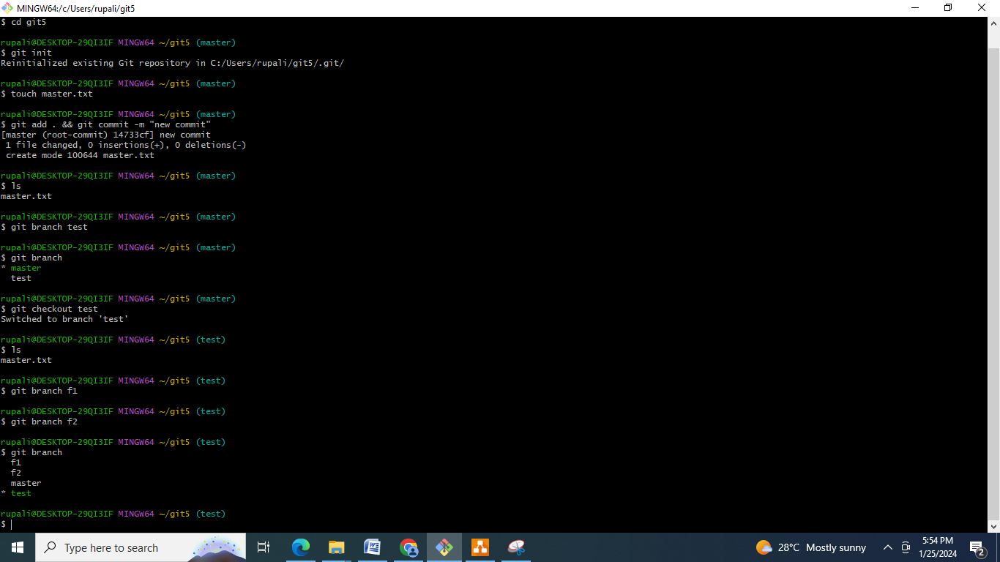 MINGW64:/c/Users/rupali/git5
$ cd git5
rupali@DESKTOP-29QI3IF MINGW64 ~/git5 (master)
$ git init
Reinitialized existing Git repository in C:/Users/rupali/git5/.git/
rupali@DESKTOP-29QI3IF MINGW64 ~/git5 (master)
$ touch master.txt
rupali@DESKTOP-29QI3IF MINGW64 ~/git5 (master)
$ git add . && git commit -m "new commit"
[master (root-commit) 14733cf] new commit
 1 file changed, 0 insertions(+), 0 deletions(-)
 create mode 100644 master.txt
rupali@DESKTOP-29QI3IF MINGW64 ~/git5 (master)
$ ls
master.txt
rupali@DESKTOP-29QI3IF MINGW64 ~/git5 (master)
$ git branch test
rupali@DESKTOP-29QI3IF MINGW64 ~/git5 (master)
$ git branch
* master
  test
rupali@DESKTOP-29QI3IF MINGW64 ~/git5 (master)
$ git checkout test
Switched to branch 'test'
rupali@DESKTOP-29QI3IF MINGW64 ~/git5 (test)
$ ls
master.txt
rupali@DESKTOP-29QI3IF MINGW64 ~/git5 (test)
$ git branch f1
rupali@DESKTOP-29QI3IF MINGW64 ~/git5 (test)
$ git branch f2
rupali@DESKTOP-29QI3IF MINGW64 ~/git5 (test)
$ git branch
  f1
  f2
  master
* test
rupali@DESKTOP-29QI3IF MINGW64 ~/git5 (test)
$
Type here to search
28°C Mostly sunny
5:54 PM
1/25/2024
2